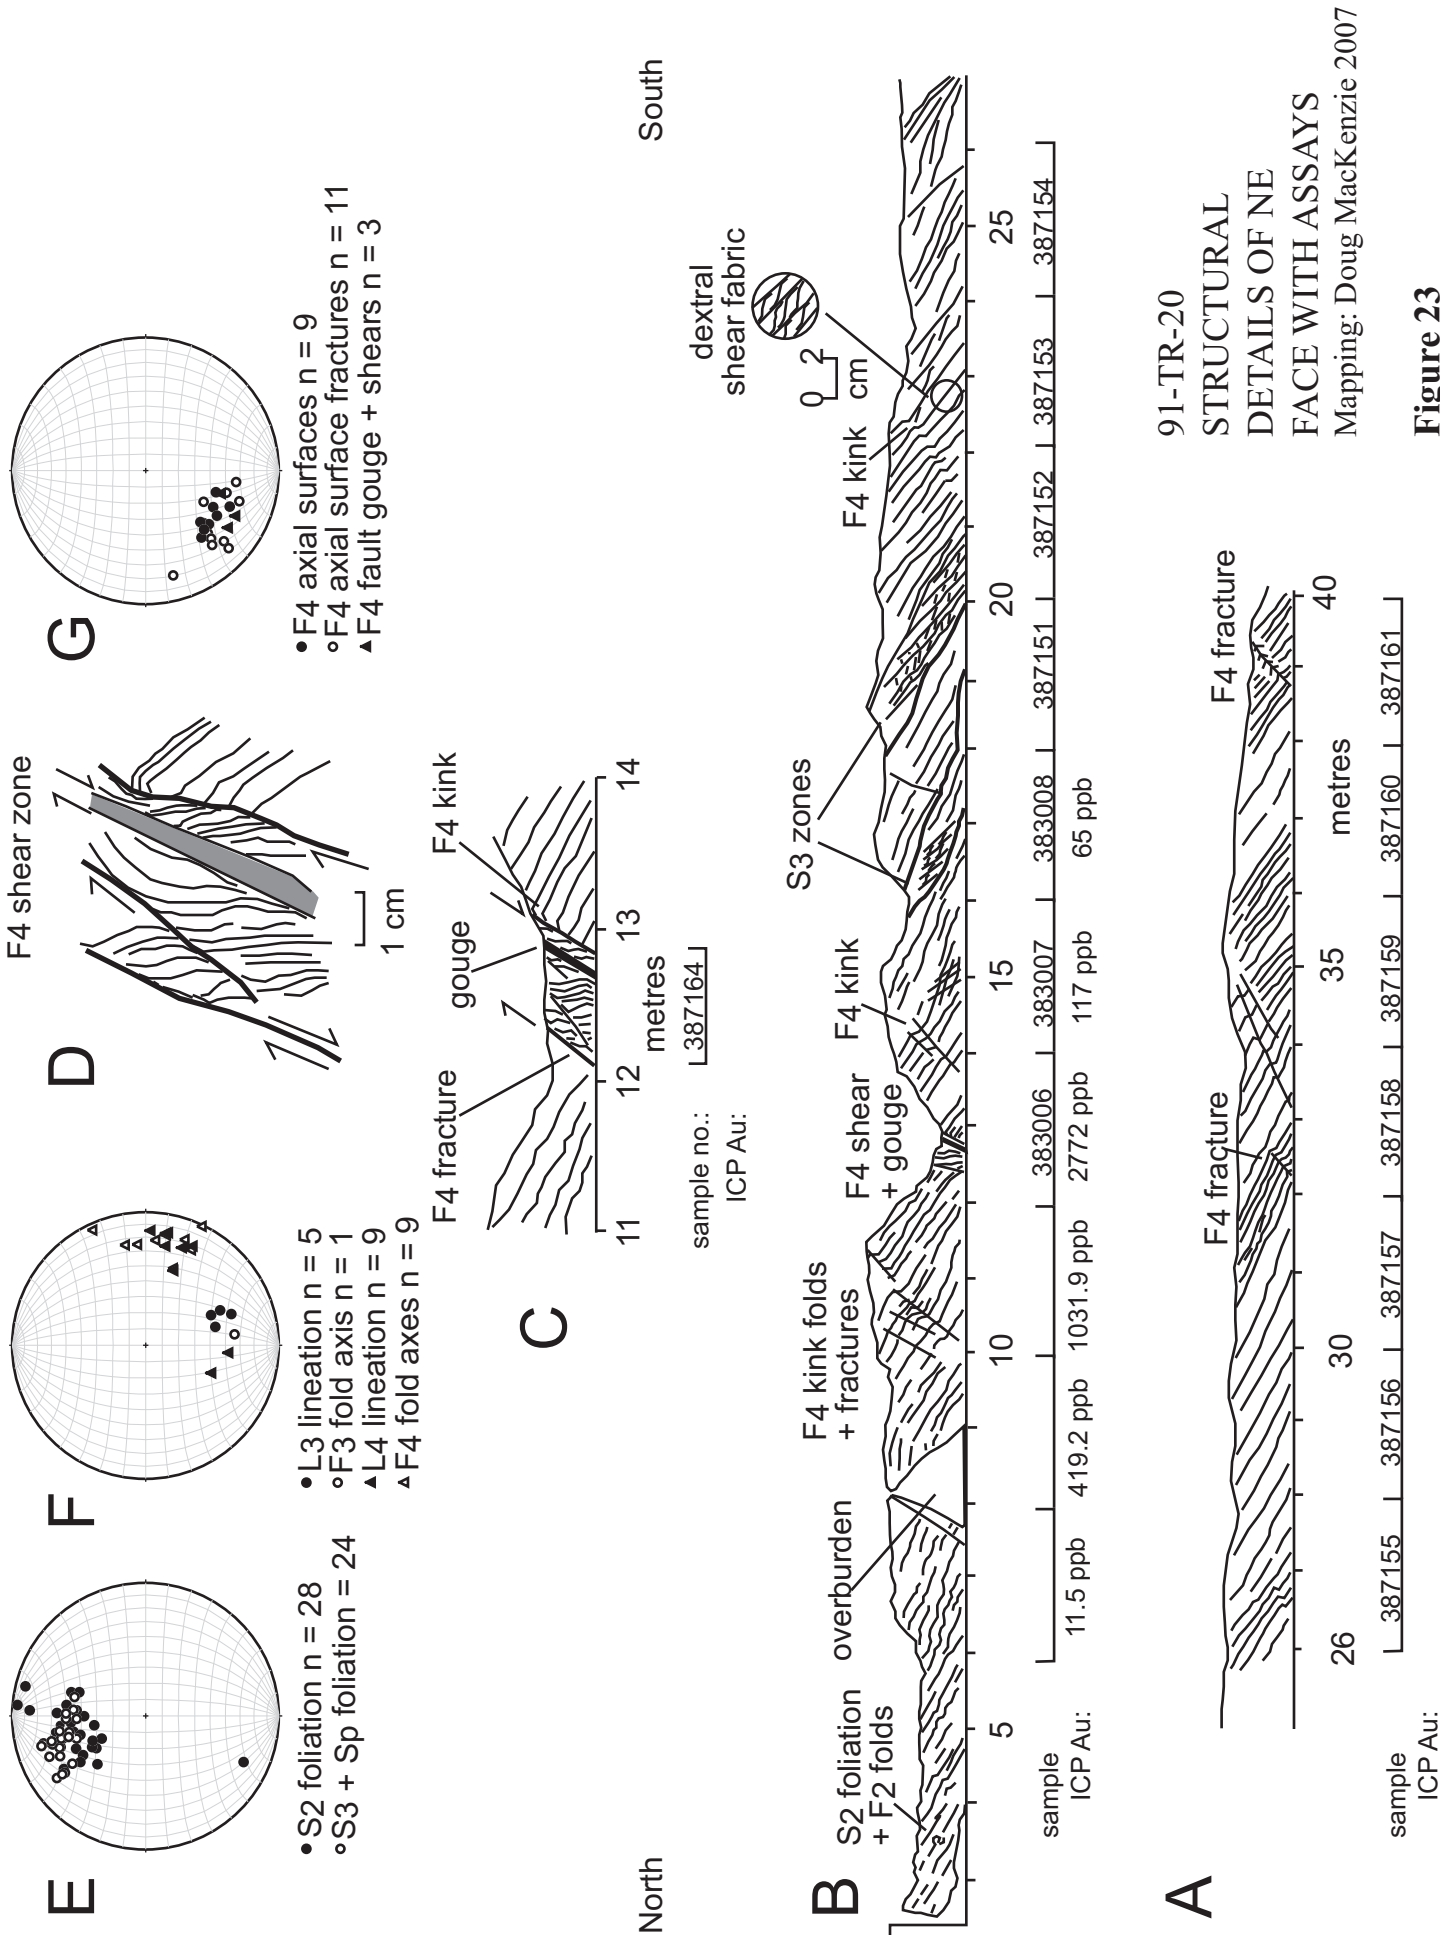 E
●S2 foliation n = 28
○S3 + Sp foliation = 24
F
●L3 lineation n = 5
○F3 fold axis n = 1
▲L4 lineation n = 9
△F4 fold axes n = 9
D
F4 shear zone
1 cm
G
●F4 axial surfaces n = 9
○F4 axial surface fractures n = 11
▲F4 fault gouge + shears n = 3
C
F4 fracture
gouge
F4 kink
11
12
13
14
metres
sample no.:
387164
ICP Au:
North
South
B
S2 foliation
+ F2 folds
overburden
F4 kink folds
+ fractures
F4 shear
+ gouge
F4 kink
S3 zones
F4 kink
dextral
shear fabric
0 2
cm
5
10
15
20
25
sample
383006
383007
383008
387151
387152
387153
387154
ICP Au:
11.5 ppb
419.2 ppb
1031.9 ppb
2772 ppb
117 ppb
65 ppb
A
F4 fracture
F4 fracture
26
30
35
metres
40
sample
387155
387156
387157
387158
387159
387160
387161
ICP Au:
91-TR-20
STRUCTURAL
DETAILS OF NE
FACE WITH ASSAYS
Mapping: Doug MacKenzie 2007
Figure 23